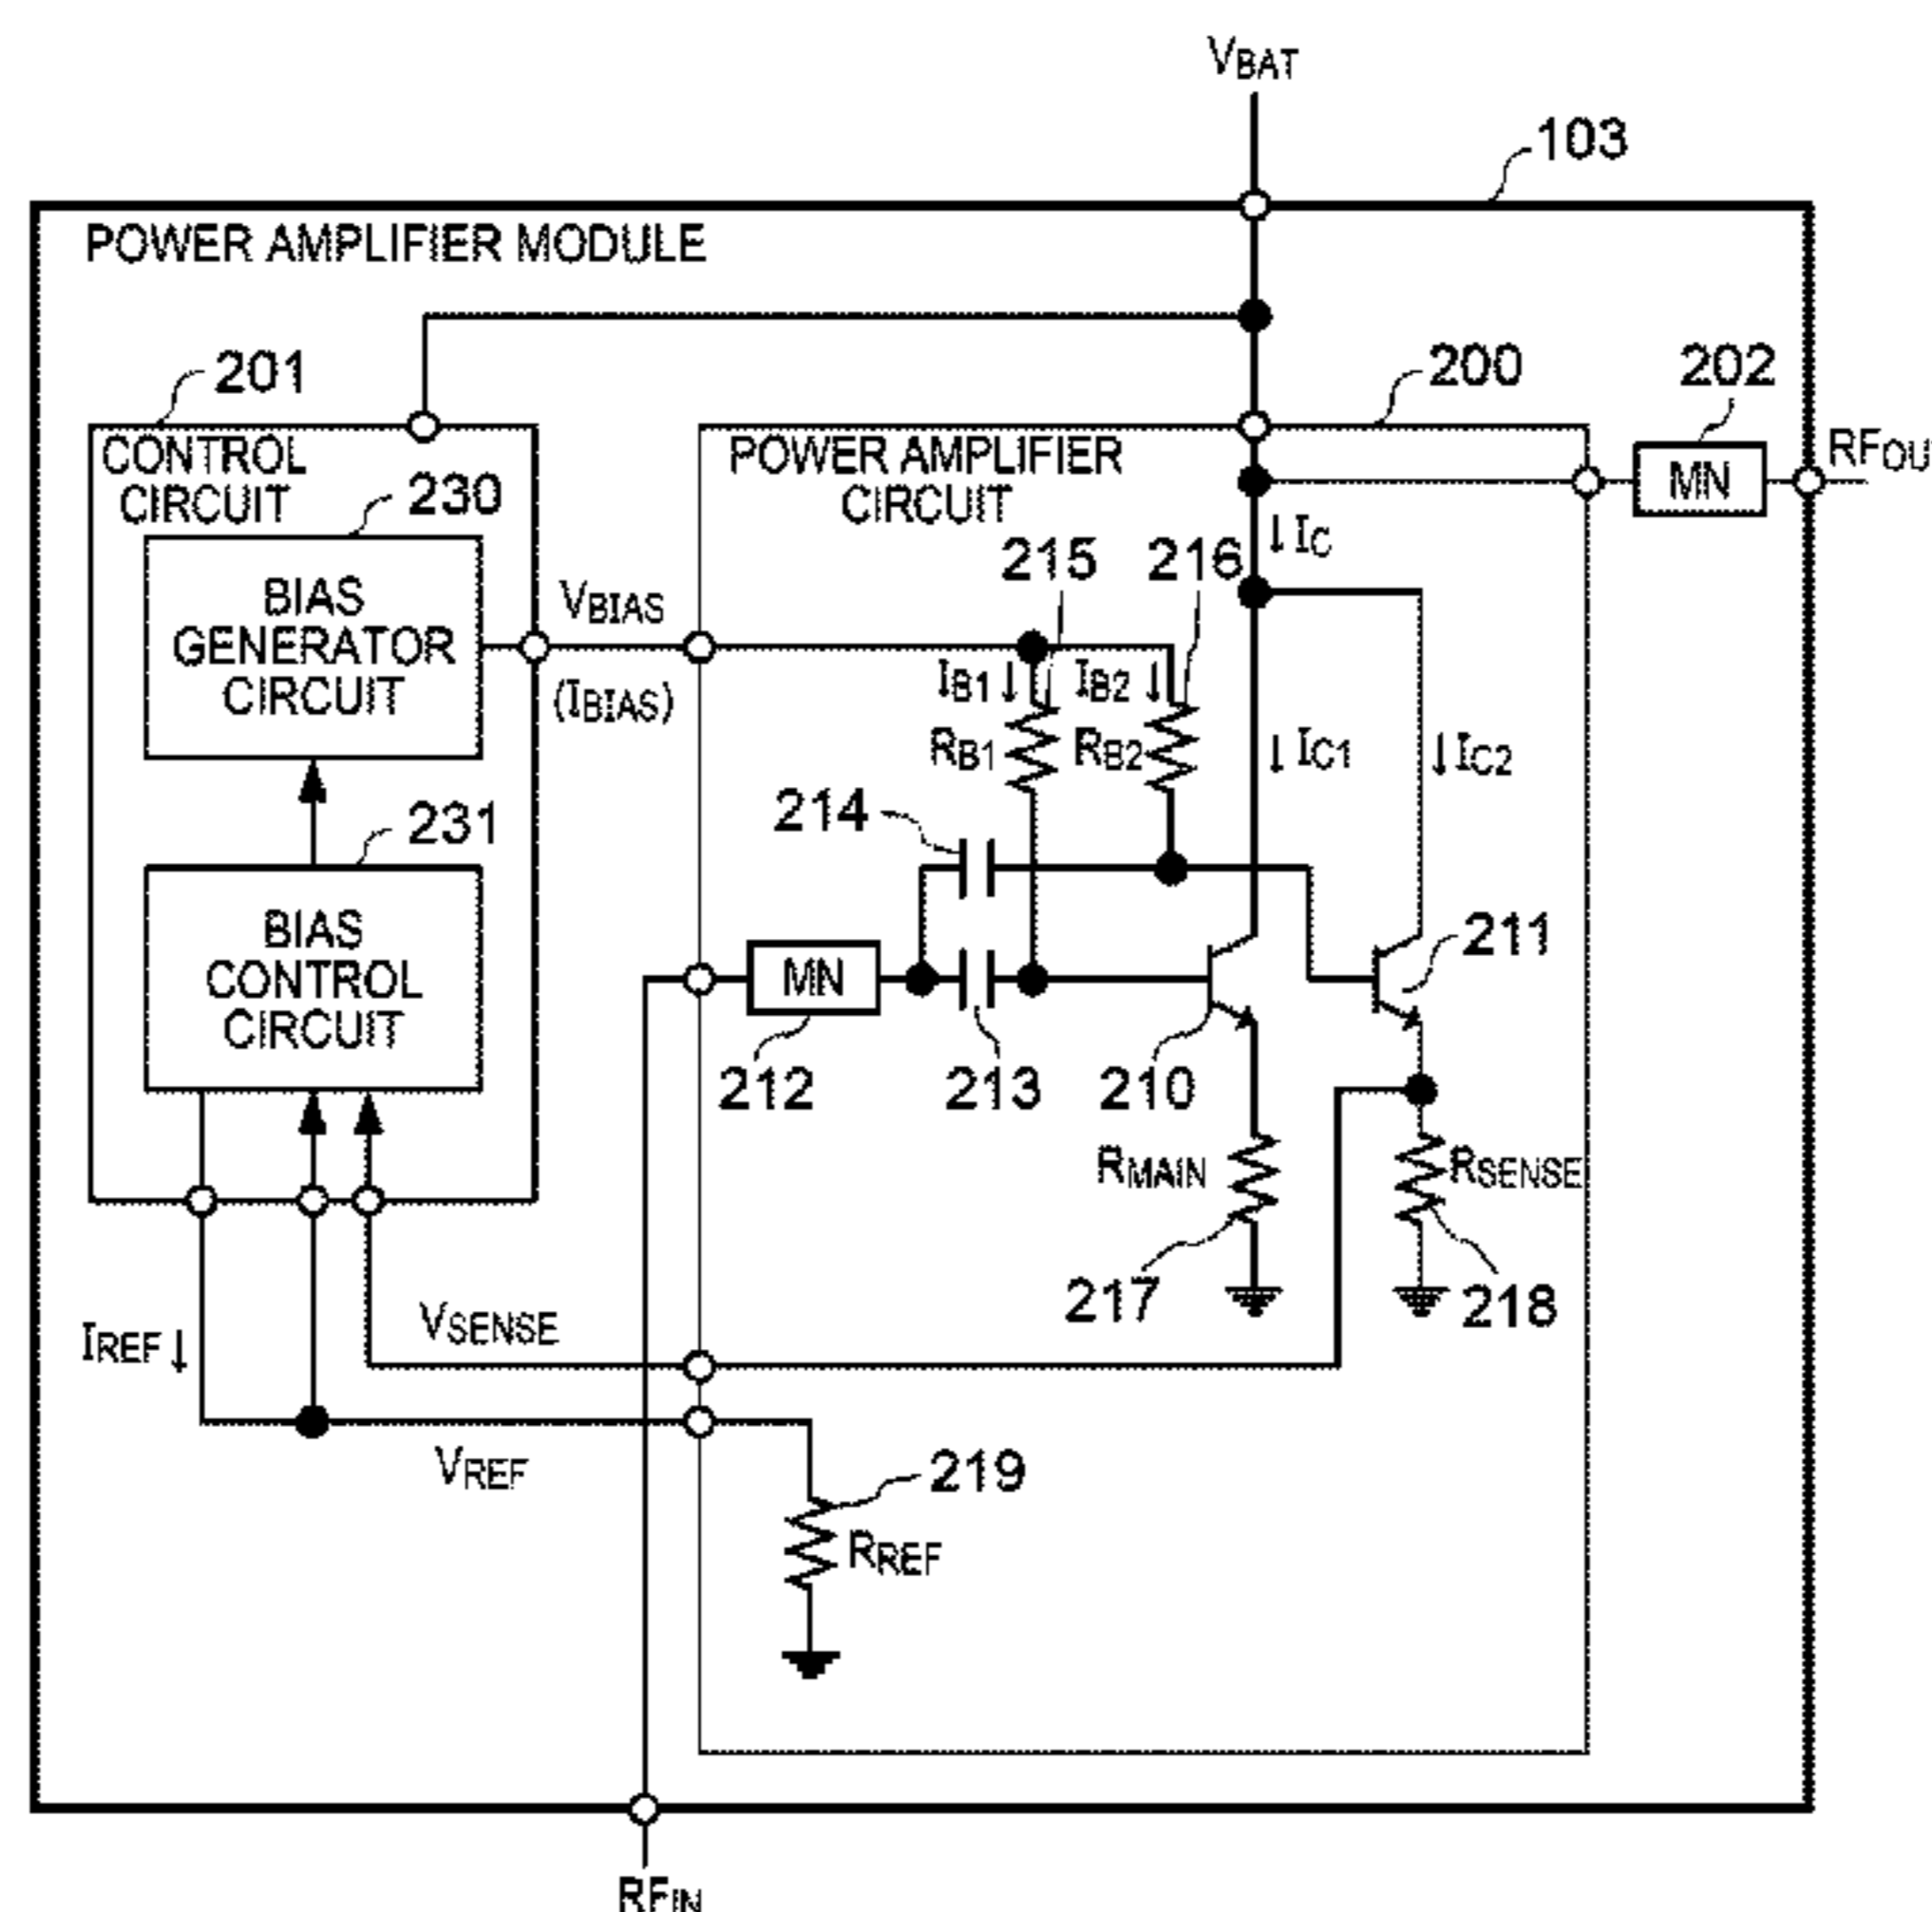 VBAT
103
POWER AMPLIFIER MODULE
201
200
202
CONTROL
CIRCUIT
POWER AMPLIFIER
CIRCUIT
MN
RFOU
230
BIAS
GENERATOR
CIRCUIT
VBIAS
(IBIAS)
215
216
IC
IB1
IB2
RB1
RB2
IC1
IC2
231
BIAS
CONTROL
CIRCUIT
214
MN
211
212
213
210
RMAIN
RSENSE
217
218
IREF
VSENSE
VREF
219
RREF
RFIN